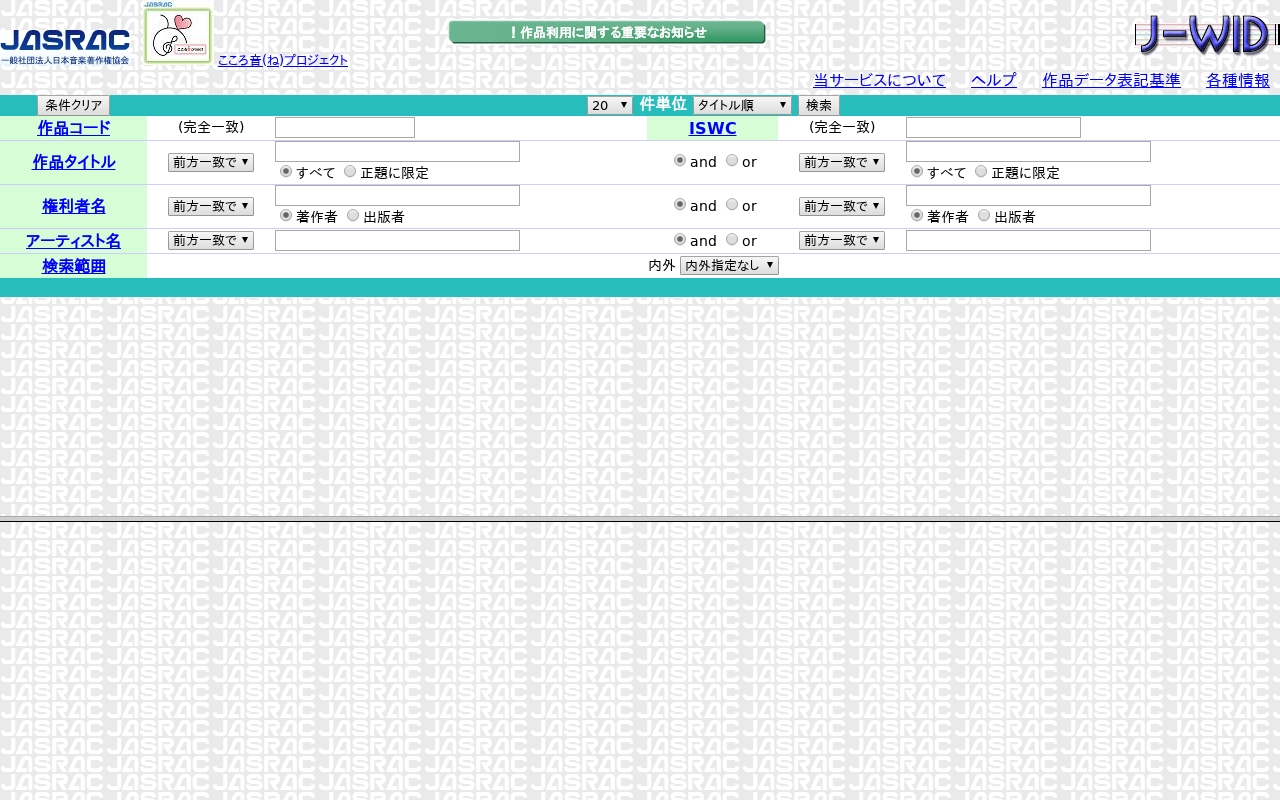 JASRAC
JASRAC
一般社団法人日本音楽著作権協会
こころ音(ね)プロジェクト
！作品利用に関する重要なお知らせ
J-WID
当サービスについて ヘルプ 作品データ表記基準 各種情報
条件クリア 20 件単位 タイトル順 検索
作品コード (完全一致) ISWC (完全一致)
作品タイトル 前方一致で and or 前方一致で
すべて 正題に限定 すべて 正題に限定
権利者名 前方一致で and or 前方一致で
著作者 出版者 著作者 出版者
アーティスト名 前方一致で and or 前方一致で
検索範囲 内外 内外指定なし